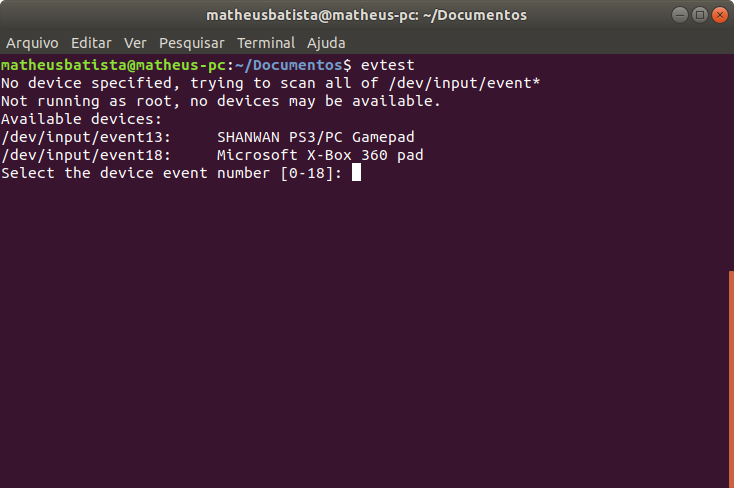 matheusbatista@matheus-pc: ~/Documentos
Arquivo Editar Ver Pesquisar Terminal Ajuda
matheusbatista@matheus-pc:~/Documentos$ evtest
No device specified, trying to scan all of /dev/input/event*
Not running as root, no devices may be available.
Available devices:
/dev/input/event13:     SHANWAN PS3/PC Gamepad
/dev/input/event18:     Microsoft X-Box 360 pad
Select the device event number [0-18]: